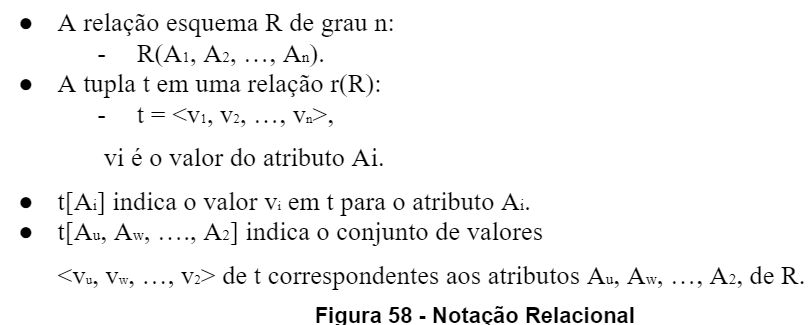 ● A relação esquema R de grau n:
- R(A₁, A₂, …, Aₙ).
● A tupla t em uma relação r(R):
- t = <v₁, v₂, …, vₙ>,
vi é o valor do atributo Ai.
● t[Aᵢ] indica o valor vᵢ em t para o atributo Aᵢ.
● t[Aᵤ, Aw, …., A₂] indica o conjunto de valores
<vᵤ, vw, …, v₂> de t correspondentes aos atributos Aᵤ, Aw, …, A₂, de R.
Figura 58 - Notação Relacional